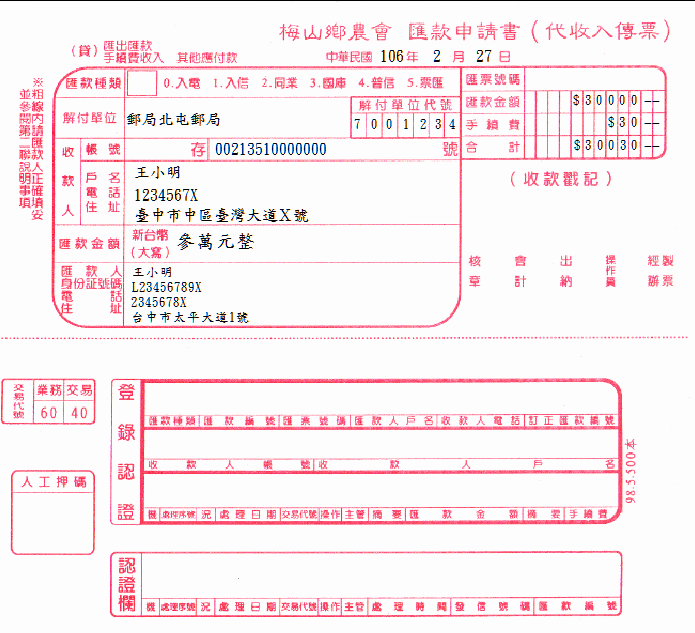 梅山鄉農會 匯款申請書(代收入傳票)
(貸) 匯出匯款
手續費收入 其他應付款
中華民國 106年 2 月 27 日
※粗線內請匯款人正確填妥
並參閱第二聯說明事項
匯款種類 0.入電 1.入信 2.同業 3.國庫 4.普信 5.票匯
匯票號碼
解付單位 郵局北屯郵局
解付單位代號
7 0 0 1 2 3 4
匯款金額 $30000——
手續費 $30——
合計 $30030——
收款人
帳號 存 00213510000000 號
戶名 王小明
電話 1234567X
住址 臺中市中區臺灣大道X號
(收款戳記)
匯款金額 新台幣(大寫) 參萬元整
匯款人 王小明
身份証號碼 L23456789X
電話 2345678X
住址 台中市太平大道1號
核章 會計 出納 操作員 經辦 製票
交易代號 業務 交易
60 40
登錄認證
匯款種類 匯款編號 匯票號碼 匯款人戶名 收款人電話 訂正匯款編號
收款人帳號 收款人戶名
機 處理序號 況 處理日期 交易代號 操作 主管 摘要 匯款金額 摘要 手續費
98.5.500本
人工押碼
認證欄
機 處理序號 況 處理日期 交易代號 操作 主管 處理時間 發信號碼 匯款編號